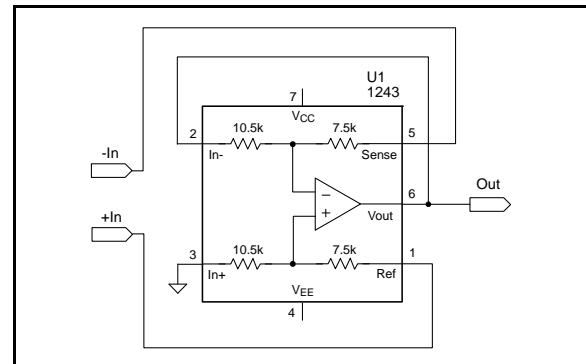 U1
1243
7
VCC
2
10.5k
7.5k
5
In-
Sense
-In
−
6
Out
+
Vout
+In
3
10.5k
7.5k
1
In+
Ref
VEE
4